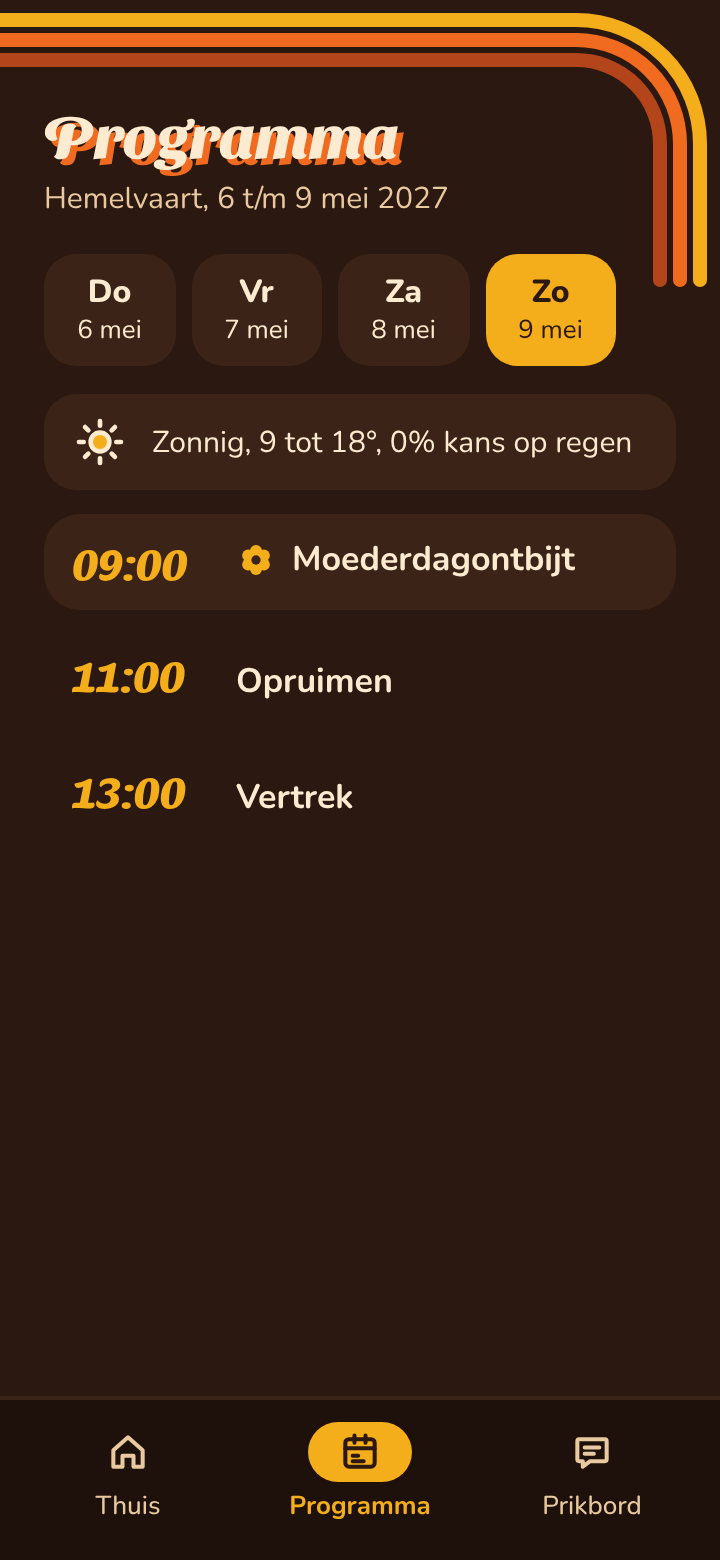 Programma
Hemelvaart, 6 t/m 9 mei 2027
Do
6 mei
Vr
7 mei
Za
8 mei
Zo
9 mei
Zonnig, 9 tot 18°, 0% kans op regen
09:00 Moederdagontbijt
11:00 Opruimen
13:00 Vertrek
Thuis
Programma
Prikbord